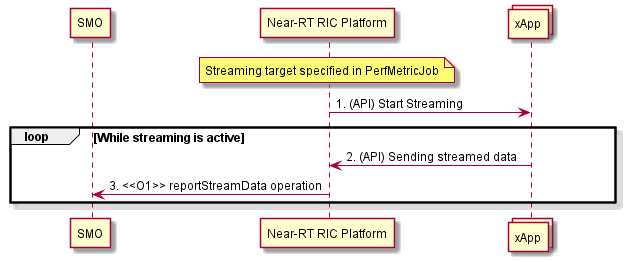 SMO
Near-RT RIC Platform
xApp
Streaming target specified in PerfMetricJob
1. (API) Start Streaming
loop
[While streaming is active]
2. (API) Sending streamed data
3. <<O1>> reportStreamData operation
SMO
Near-RT RIC Platform
xApp